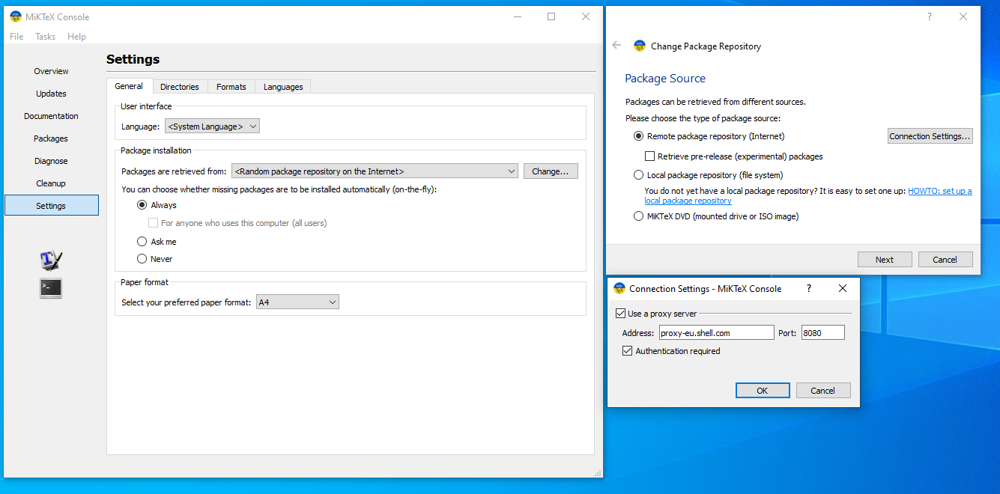 MiKTeX Console
File Tasks Help
Overview
Updates
Documentation
Packages
Diagnose
Cleanup
Settings
Settings
General Directories Formats Languages
User interface
Language: <System Language>
Package installation
Packages are retrieved from: <Random package repository on the Internet> Change...
You can choose whether missing packages are to be installed automatically (on-the-fly):
Always
For anyone who uses this computer (all users)
Ask me
Never
Paper format
Select your preferred paper format: A4
?
Change Package Repository
Package Source
Packages can be retrieved from different sources.
Please choose the type of package source:
Remote package repository (Internet) Connection Settings...
Retrieve pre-release (experimental) packages
Local package repository (file system)
You do not yet have a local package repository? It is easy to set one up: HOWTO: set up a
local package repository
MiKTeX DVD (mounted drive or ISO image)
Next Cancel
Connection Settings - MiKTeX Console ?
Use a proxy server
Address: proxy-eu.shell.com Port: 8080
Authentication required
OK Cancel